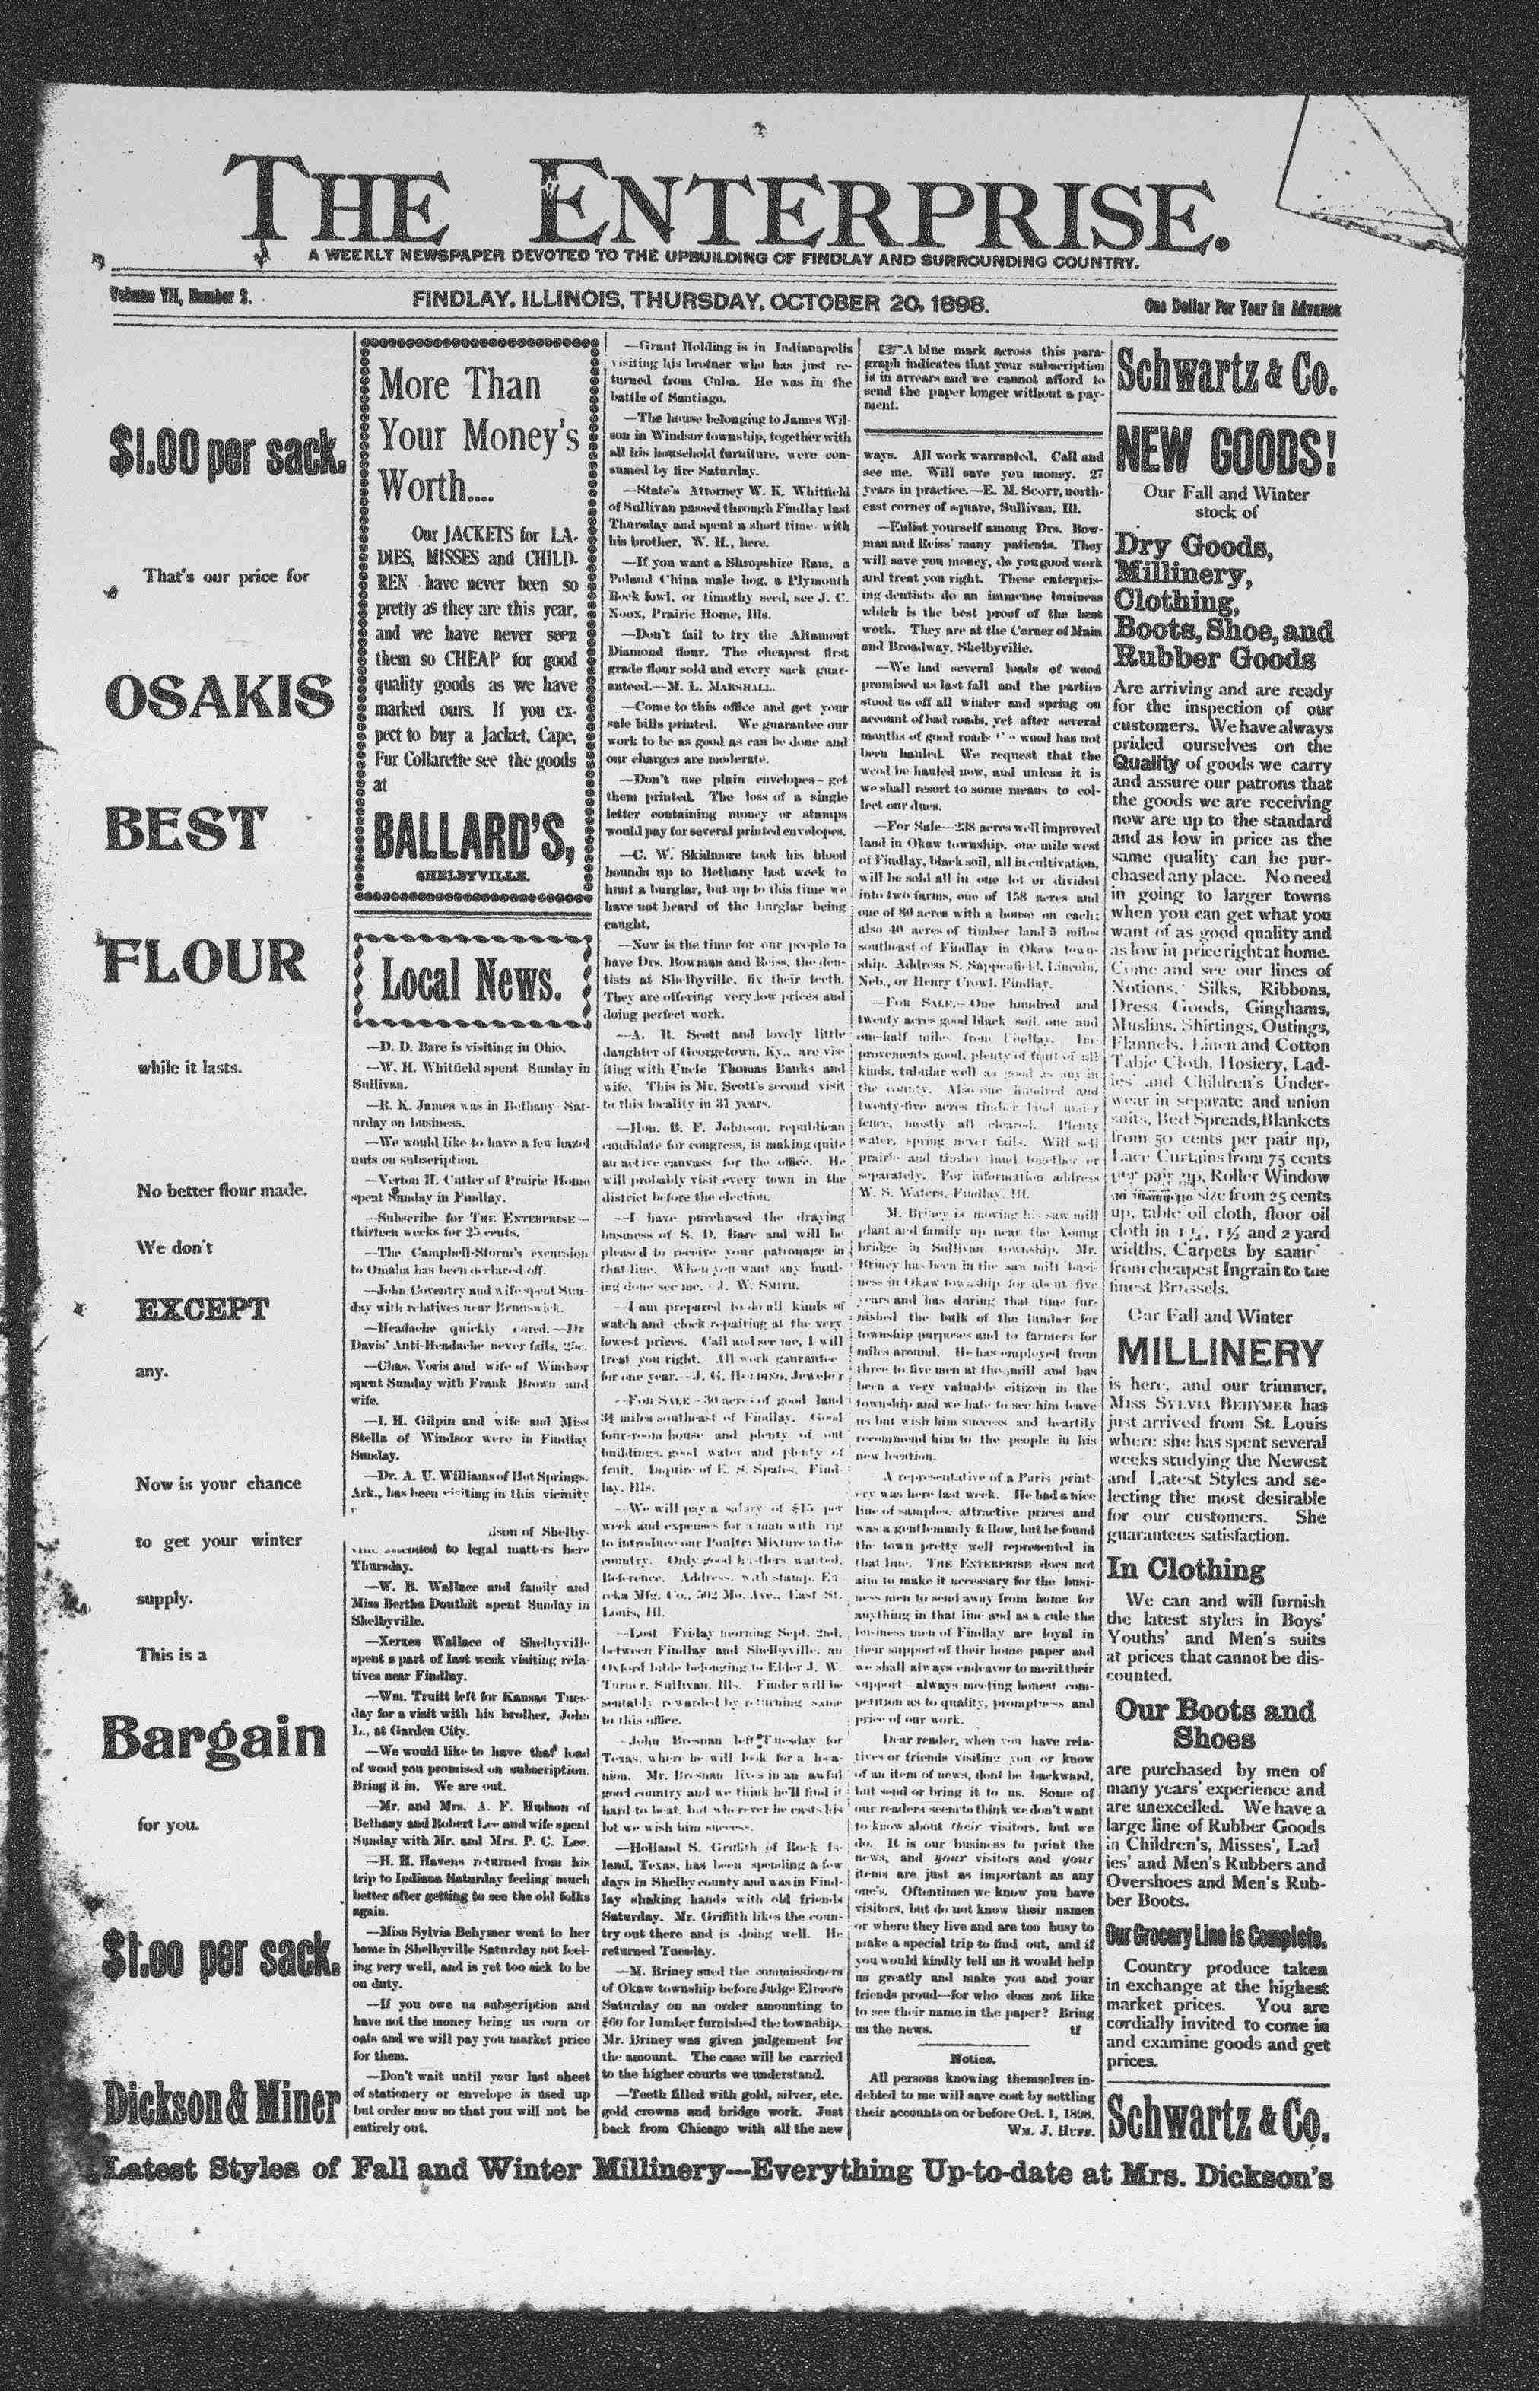 THE ENTERPRISE.
A WEEKLY NEWSPAPER DEVOTED TO THE UPBUILDING OF FINDLAY AND SURROUNDING COUNTRY.
Volume VII, Number 2.
FINDLAY, ILLINOIS, THURSDAY, OCTOBER 20, 1898.
One Dollar Per Year in Advance
$1.00 per sack.
That's our price for
OSAKIS
BEST
FLOUR
while it lasts.
No better flour made.
We don't
EXCEPT
any.
Now is your chance
to get your winter
supply.
This is a
Bargain
for you.
$1.00 per sack.
Dickson & Miner
More Than
Your Money's
Worth....
Our JACKETS for LA-
DIES, MISSES and CHILD-
REN have never been so
pretty as they are this year,
and we have never seen
them so CHEAP for good
quality goods as we have
marked ours. If you ex-
pect to buy a Jacket, Cape,
Fur Collarette see the goods
at
BALLARD'S,
SHELBYVILLE.
Local News.
—D. D. Bare is visiting in Ohio.
—W. H. Whitfield spent Sunday in
Sullivan.
—R. K. James was in Bethany Sat-
urday on business.
—We would like to have a few hazel
nuts on subscription.
—Verton H. Cutler of Prairie Home
spent Sunday in Findlay.
—Subscribe for THE ENTERPRISE—
thirteen weeks for 25 cents.
—The Campbell-Storm's excursion
to Omaha has been declared off.
—John Coventry and wife spent Sun-
day with relatives near Brunswick.
—Headache quickly cured.—Dr
Davis' Anti-Headache never fails, 25c.
—Chas. Voris and wife of Windsor
spent Sunday with Frank Brown and
wife.
—I. H. Gilpin and wife and Miss
Stella of Windsor were in Findlay
Sunday.
—Dr. A. U. Williams of Hot Springs,
Ark., has been visiting in this vicinity
of Shelby-
to legal matters here
Thursday.
—W. B. Wallace and family and
Miss Bertha Douthit spent Sunday in
Shelbyville.
—Xerxes Wallace of Shelbyville
spent a part of last week visiting rela-
tives near Findlay.
—Wm. Truitt left for Kansas Tues-
day for a visit with his brother, John
L., at Garden City.
—We would like to have that load
of wood you promised on subscription.
Bring it in. We are out.
—Mr. and Mrs. A. F. Hudson of
Bethany and Robert Lee and wife spent
Sunday with Mr. and Mrs. P. C. Lee.
—H. H. Havens returned from his
trip to Indiana Saturday feeling much
better after getting to see the old folks
again.
—Miss Sylvia Behymer went to her
home in Shelbyville Saturday not feel-
ing very well, and is yet too sick to be
on duty.
—If you owe us subscription and
have not the money bring us corn or
oats and we will pay you market price
for them.
—Don't wait until your last sheet
of stationery or envelope is used up
but order now so that you will not be
entirely out.
—Grant Holding is in Indianapolis
visiting his brotner who has just re-
turned from Cuba. He was in the
battle of Santiago.
—The house belonging to James Wil-
son in Windsor township, together with
all his household furniture, were con-
sumed by fire Saturday.
—State's Attorney W. K. Whitfield
of Sullivan passed through Findlay last
Thursday and spent a short time with
his brother, W. H., here.
—If you want a Shropshire Ram, a
Poland China male hog, a Plymouth
Rock fowl, or timothy seed, see J. C.
Noox, Prairie Home, Ills.
—Don't fail to try the Altamont
Diamond flour. The cheapest first
grade flour sold and every sack guar-
anteed.—M. L. MARSHALL.
—Come to this office and get your
sale bills printed. We guarantee our
work to be as good as can be done and
our charges are moderate.
—Don't use plain envelopes—get
them printed. The loss of a single
letter containing money or stamps
would pay for several printed envelopes.
—C. W. Skidmore took his blood
hounds up to Bethany last week to
hunt a burglar, but up to this time we
have not heard of the burglar being
caught.
—Now is the time for our people to
have Drs. Bowman and Reiss, the den-
tists at Shelbyville, fix their teeth.
They are offering very low prices and
doing perfect work.
—A. R. Scott and lovely little
daughter of Georgetown, Ky., are vis-
iting with Uncle Thomas Banks and
wife. This is Mr. Scott's second visit
to this locality in 31 years.
—Hon. B. F. Johnson, republican
candidate for congress, is making quite
an active canvass for the office. He
will probably visit every town in the
district before the election.
—I have purchased the draying
business of S. D. Bare and will be
pleased to receive your patronage in
that line. When you want any haul-
ing done see me.—J. W. SMITH.
—I am prepared to do all kinds of
watch and clock repairing at the very
lowest prices. Call and see me, I will
treat you right. All work gaurantee
for one year.—J. G. HOLDING, Jeweler
—FOR SALE—30 acres of good land
3¼ miles southeast of Findlay. Good
four-room house and plenty of out
buildings, good water and plenty of
fruit. Inquire of E. S. Spates, Find-
lay, Ills.
—We will pay a salary of $15 per
week and expenses for a man with rig
to introduce our Poultry Mixture in the
country. Only good hustlers wanted.
Reference. Address, with stamp, Eu-
reka Mfg. Co., 502 Mo. Ave., East St.
Louis, Ill.
—Lost Friday morning Sept. 2nd,
between Findlay and Shelbyville, an
Oxford bible belonging to Elder J. W.
Turner, Sullivan, Ills. Finder will be
suitably rewarded by returning same
to this office.
—John Bresnan left Tuesday for
Texas, where he will look for a loca-
nion. Mr. Bresnan lives in an awful
good country and we think he'll find it
hard to beat, but wherever he casts his
lot we wish him success.
—Holland S. Griffith of Rock Is-
land, Texas, has been spending a few
days in Shelby county and was in Find-
lay shaking hands with old friends
Saturday. Mr. Griffith likes the coun-
try out there and is doing well. He
returned Tuesday.
—M. Briney sued the commissioners
of Okaw township before Judge Elmore
Saturday on an order amounting to
$60 for lumber furnished the township.
Mr. Briney was given judgement for
the amount. The case will be carried
to the higher courts we understand.
—Teeth filled with gold, silver, etc.
gold crowns and bridge work. Just
back from Chicago with all the new
☞A blue mark across this para-
graph indicates that your subscription
is in arrears and we cannot afford to
send the paper longer without a pay-
ment.
ways. All work warranted. Call and
see me. Will save you money. 27
years in practice.—E. M. SCOTT, north-
east corner of square, Sullivan, Ill.
—Enlist yourself among Drs. Bow-
man and Reiss' many patients. They
will save you money, do you good work
and treat you right. These enterpris-
ing dentists do an immense business
which is the best proof of the best
work. They are at the Corner of Main
and Broadway, Shelbyville.
—We had several loads of wood
promised us last fall and the parties
stood us off all winter and spring on
account of bad roads, yet after several
months of good roads wood has not
been hauled. We request that the
wood be hauled now, and unless it is
we shall resort to some means to col-
lect our dues.
—For Sale—238 acres well improved
land in Okaw township, one mile west
of Findlay, black soil, all in cultivation,
will be sold all in one lot or divided
into two farms, one of 158 acres and
one of 80 acres with a house on each;
also 40 acres of timber land 5 miles
southeast of Findlay in Okaw town-
ship. Address S. Sappenfield, Lincoln,
Neb., or Henry Crowl, Findlay.
—FOR SALE.—One hundred and
twenty acres good black soil, one and
one-half miles from Findlay. Im-
provements good, plenty of fruit of all
kinds, tubular well as good as any in
the county. Also one hundred and
twenty-five acres timber land under
fence, mostly all cleared. Plenty
water, spring never fails. Will sell
prairie and timber land together or
separately. For information address
W. S. Waters, Findlay, Ill.
M. Briney is moving his saw mill
plant and family up near the Young
bridge in Sullivan township. Mr.
Briney has been in the saw mill busi-
ness in Okaw township for about five
years and has during that time fur-
nished the bulk of the lumber for
township purposes and to farmers for
miles around. He has employed from
three to five men at the mill and has
been a very valuable citizen in the
township and we hate to see him leave
us but wish him success and heartily
recommend him to the people in his
new location.
A representative of a Paris print-
ery was here last week. He had a nice
line of samples, attractive prices and
was a gentlemanly fellow, but he found
the town pretty well represented in
that line. THE ENTERPRISE does not
aim to make it necessary for the busi-
ness men to send away from home for
anything in that line and as a rule the
business men of Findlay are loyal in
their support of their home paper and
we shall always endeavor to merit their
support—always meeting honest com-
petition as to quality, promptness and
price of our work.
Dear reader, when you have rela-
tives or friends visiting you or know
of an item of news, dont be backward,
but send or bring it to us. Some of
our readers seem to think we don't want
to know about their visitors, but we
do. It is our business to print the
news, and your visitors and your
items are just as important as any
one's. Oftentimes we know you have
visitors, but do not know their names
or where they live and are too busy to
make a special trip to find out, and if
you would kindly tell us it would help
us greatly and make you and your
friends proud—for who does not like
to see their name in the paper? Bring
us the news. tf
Notice.
All persons knowing themselves in-
debted to me will save cost by settling
their accounts on or before Oct. 1, 1898.
WM. J. HUFF.
Schwartz & Co.
NEW GOODS!
Our Fall and Winter
stock of
Dry Goods,
Millinery,
Clothing,
Boots, Shoe, and
Rubber Goods
Are arriving and are ready
for the inspection of our
customers. We have always
prided ourselves on the
Quality of goods we carry
and assure our patrons that
the goods we are receiving
now are up to the standard
and as low in price as the
same quality can be pur-
chased any place. No need
in going to larger towns
when you can get what you
want of as good quality and
as low in price right at home.
Come and see our lines of
Notions, Silks, Ribbons,
Dress Goods, Ginghams,
Muslins, Shirtings, Outings,
Flannels, Linen and Cotton
Table Cloth, Hosiery, Lad-
ies' and Children's Under-
wear in separate and union
suits, Bed Spreads, Blankets
from 50 cents per pair up,
Lace Curtains from 75 cents
per pair up, Roller Window
size from 25 cents
up, table oil cloth, floor oil
cloth in 1¼, 1½ and 2 yard
widths, Carpets by same
from cheapest Ingrain to tne
finest Brussels.
Our Fall and Winter
MILLINERY
is here, and our trimmer,
MISS SYLVIA BEHYMER has
just arrived from St. Louis
where she has spent several
weeks studying the Newest
and Latest Styles and se-
lecting the most desirable
for our customers. She
guarantees satisfaction.
In Clothing
We can and will furnish
the latest styles in Boys'
Youths' and Men's suits
at prices that cannot be dis-
counted.
Our Boots and
Shoes
are purchased by men of
many years' experience and
are unexcelled. We have a
large line of Rubber Goods
in Children's, Misses', Lad
ies' and Men's Rubbers and
Overshoes and Men's Rub-
ber Boots.
Our Grocery Line is Complete.
Country produce taken
in exchange at the highest
market prices. You are
cordially invited to come in
and examine goods and get
prices.
Schwartz & Co.
Latest Styles of Fall and Winter Millinery—Everything Up-to-date at Mrs. Dickson's